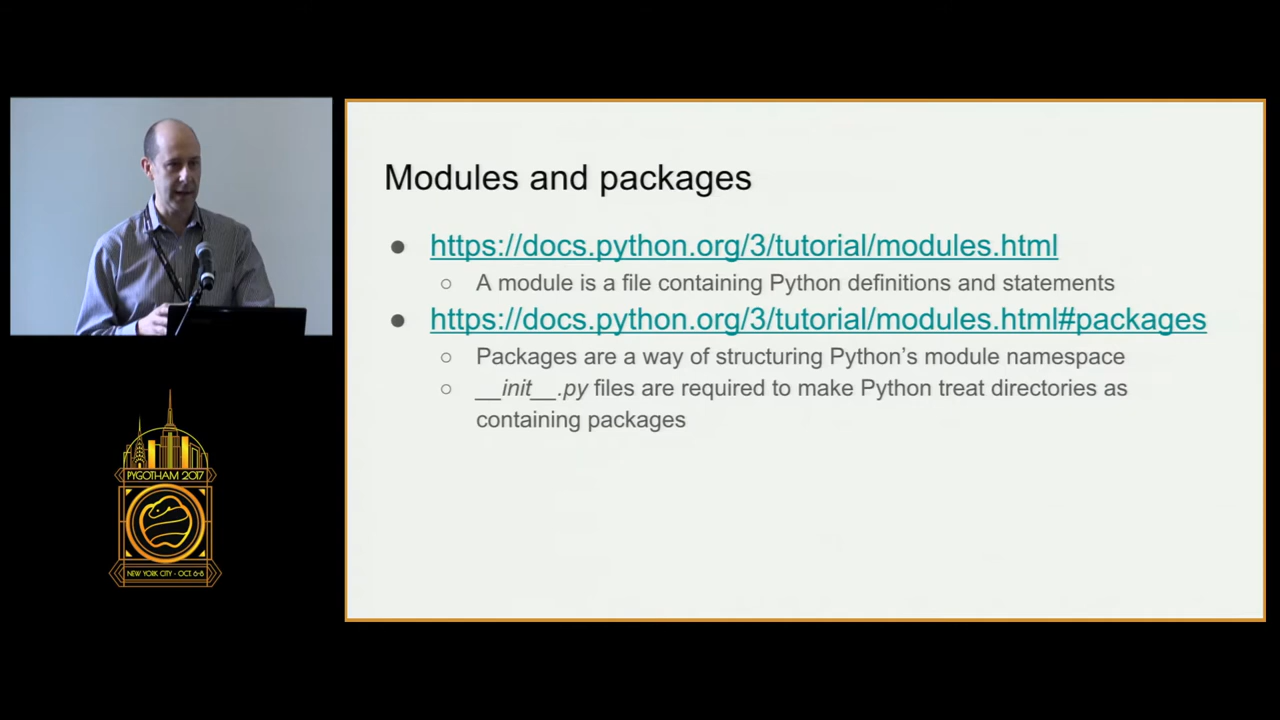 Modules and packages
https://docs.python.org/3/tutorial/modules.html
A module is a file containing Python definitions and statements
https://docs.python.org/3/tutorial/modules.html#packages
Packages are a way of structuring Python’s module namespace
__init__.py files are required to make Python treat directories as
containing packages
PYGOTHAM 2017
NEW YORK CITY - OCT. 6-8